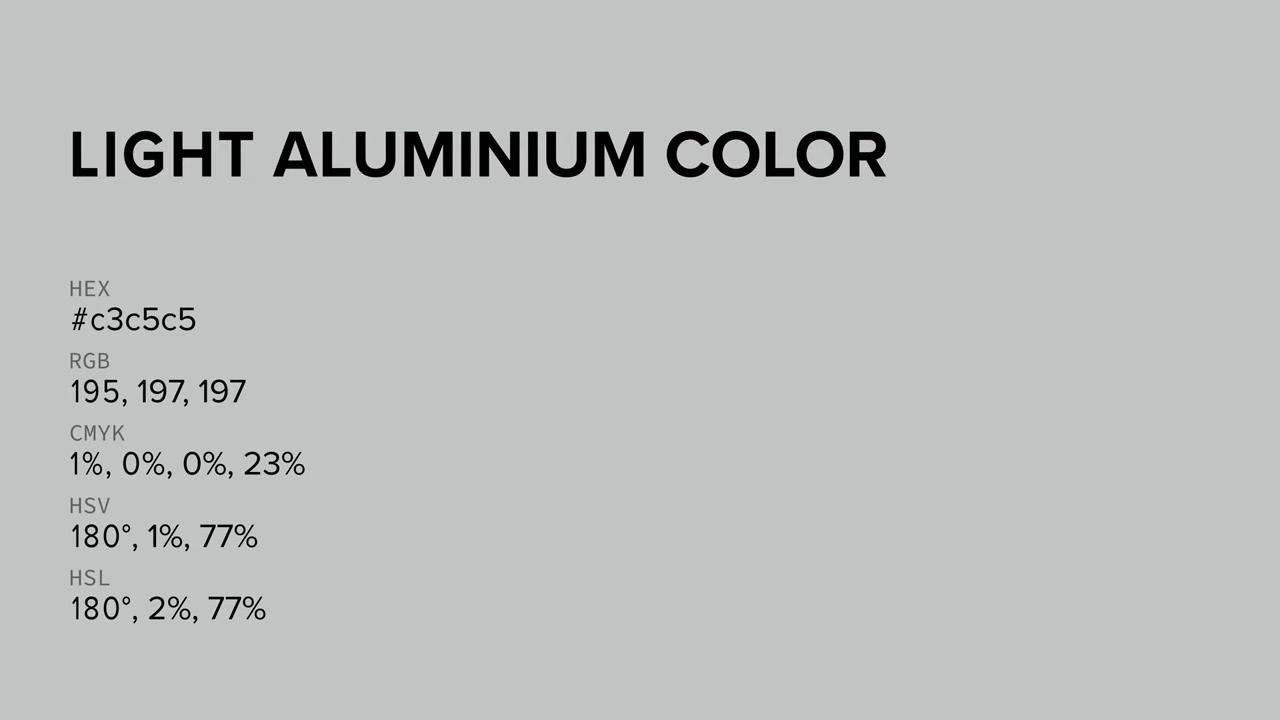 LIGHT ALUMINIUM COLOR
HEX
#c3c5c5
RGB
195, 197, 197
CMYK
1%, 0%, 0%, 23%
HSV
180°, 1%, 77%
HSL
180°, 2%, 77%